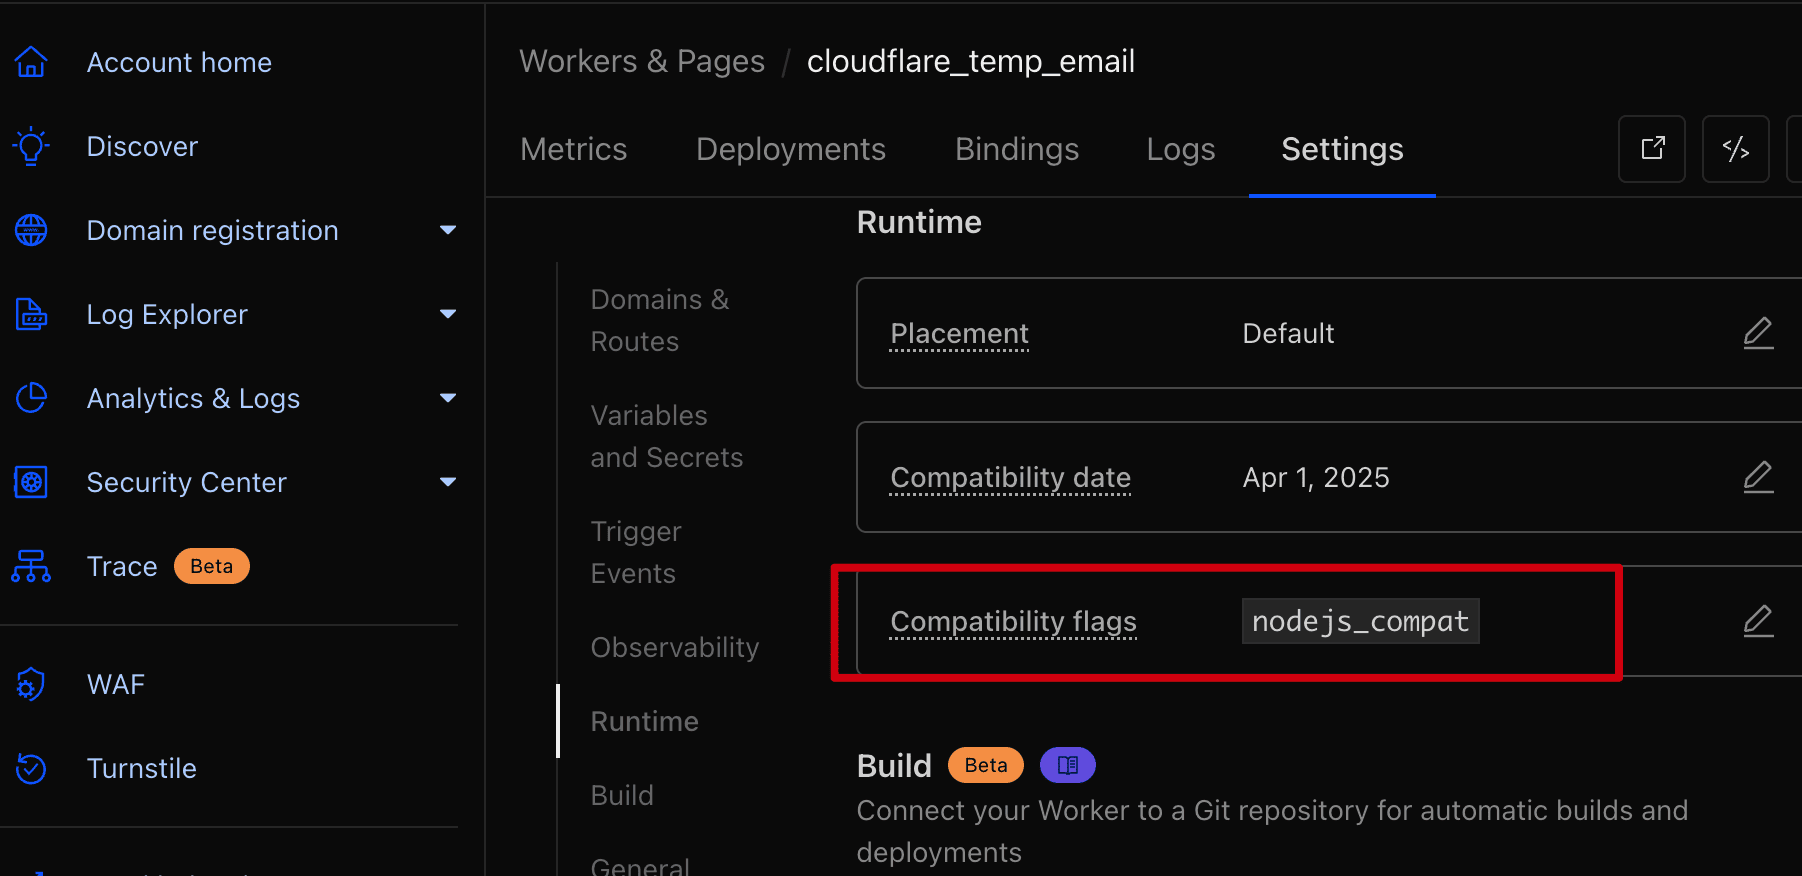 Account home
Discover
Domain registration
Log Explorer
Analytics & Logs
Security Center
Trace Beta
WAF
Turnstile
Workers & Pages / cloudflare_temp_email
Metrics Deployments Bindings Logs Settings
Domains &
Routes
Variables
and Secrets
Trigger
Events
Observability
Runtime
Build
General
Runtime
Placement Default
Compatibility date Apr 1, 2025
Compatibility flags nodejs_compat
Build Beta
Connect your Worker to a Git repository for automatic builds and
deployments